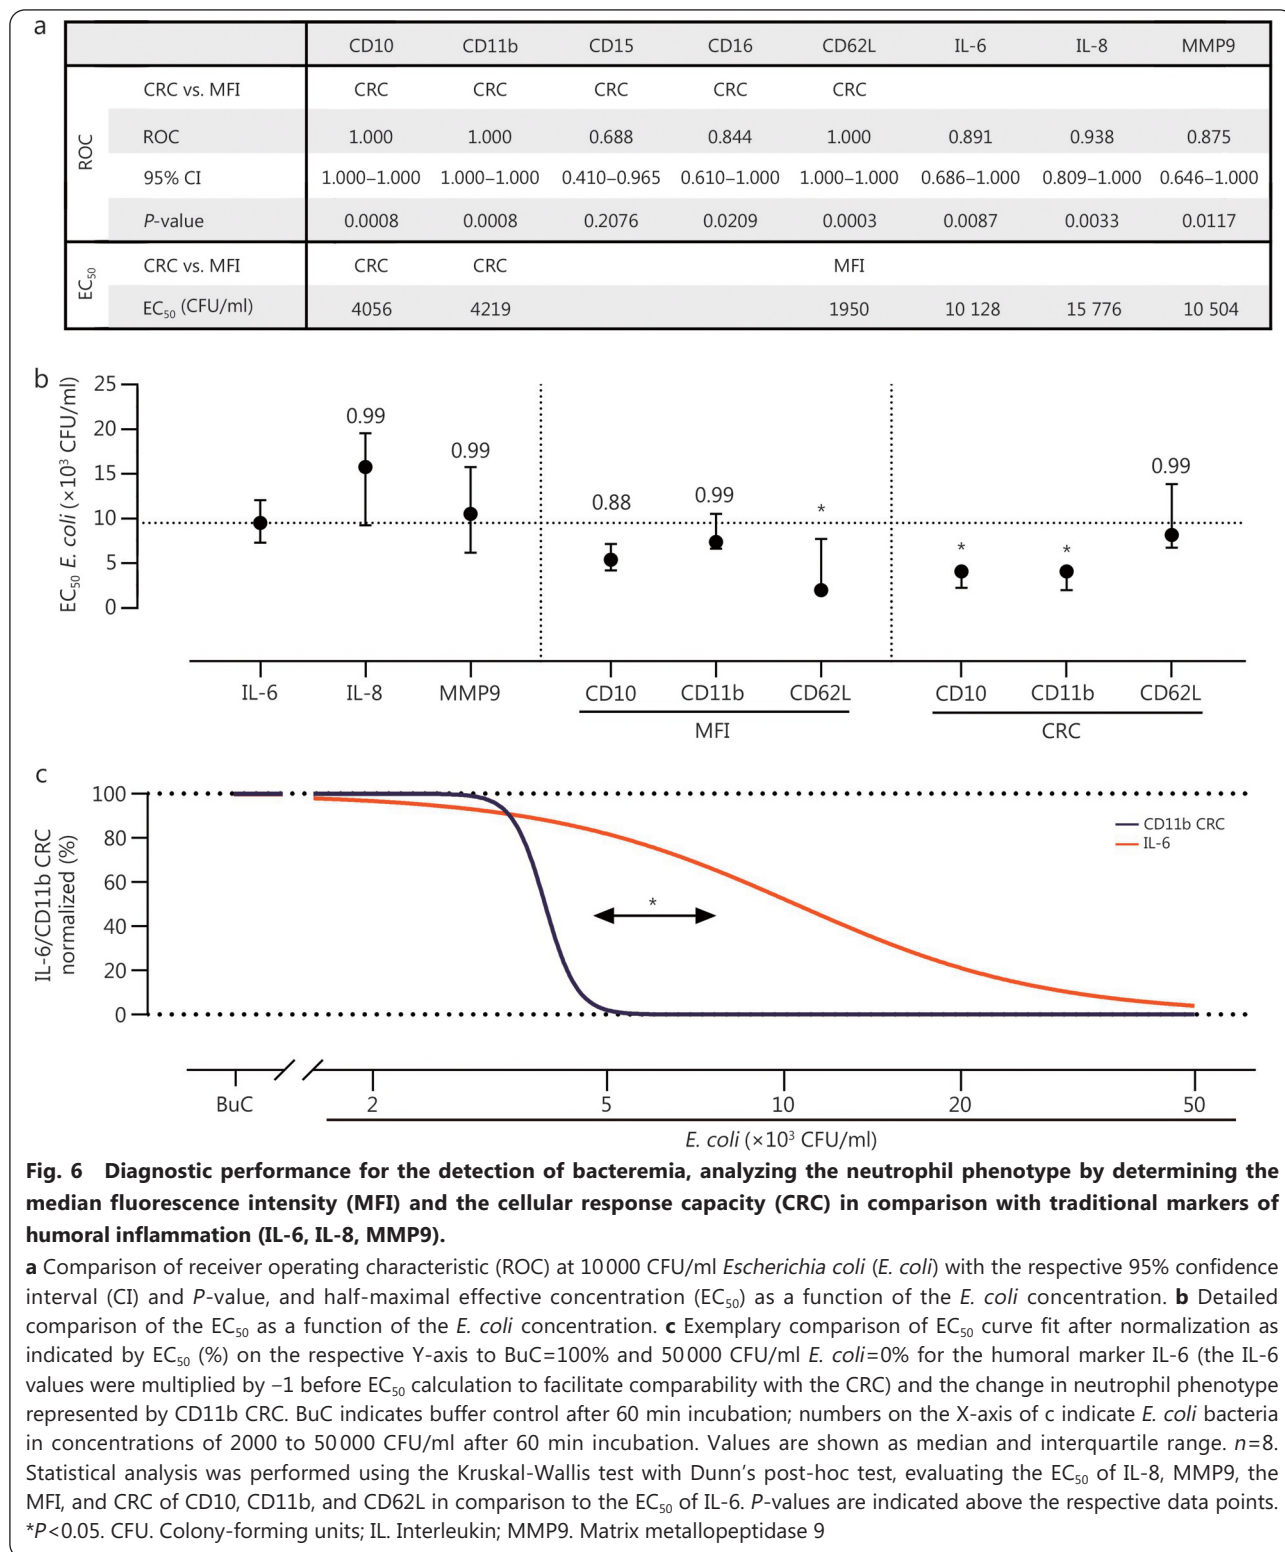 a
CD10 CD11b CD15 CD16 CD62L IL-6 IL-8 MMP9
ROC
CRC vs. MFI CRC CRC CRC CRC CRC
ROC 1.000 1.000 0.688 0.844 1.000 0.891 0.938 0.875
95% CI 1.000–1.000 1.000–1.000 0.410–0.965 0.610–1.000 1.000–1.000 0.686–1.000 0.809–1.000 0.646–1.000
P-value 0.0008 0.0008 0.2076 0.0209 0.0003 0.0087 0.0033 0.0117
EC50
CRC vs. MFI CRC CRC MFI
EC50 (CFU/ml) 4056 4219 1950 10 128 15 776 10 504
b
EC50 E. coli (×10³ CFU/ml)
25
20
15
10
5
0
0.99
0.99
0.88
0.99
*
*
*
0.99
IL-6 IL-8 MMP9 CD10 CD11b CD62L CD10 CD11b CD62L
MFI CRC
c
IL-6/CD11b CRC
normalized (%)
100
80
60
40
20
0
CD11b CRC
IL-6
*
BuC 2 5 10 20 50
E. coli (×10³ CFU/ml)
Fig. 6 Diagnostic performance for the detection of bacteremia, analyzing the neutrophil phenotype by determining the
median fluorescence intensity (MFI) and the cellular response capacity (CRC) in comparison with traditional markers of
humoral inflammation (IL-6, IL-8, MMP9).
a Comparison of receiver operating characteristic (ROC) at 10 000 CFU/ml Escherichia coli (E. coli) with the respective 95% confidence
interval (CI) and P-value, and half-maximal effective concentration (EC50) as a function of the E. coli concentration. b Detailed
comparison of the EC50 as a function of the E. coli concentration. c Exemplary comparison of EC50 curve fit after normalization as
indicated by EC50 (%) on the respective Y-axis to BuC=100% and 50 000 CFU/ml E. coli=0% for the humoral marker IL-6 (the IL-6
values were multiplied by –1 before EC50 calculation to facilitate comparability with the CRC) and the change in neutrophil phenotype
represented by CD11b CRC. BuC indicates buffer control after 60 min incubation; numbers on the X-axis of c indicate E. coli bacteria
in concentrations of 2000 to 50 000 CFU/ml after 60 min incubation. Values are shown as median and interquartile range. n=8.
Statistical analysis was performed using the Kruskal-Wallis test with Dunn's post-hoc test, evaluating the EC50 of IL-8, MMP9, the
MFI, and CRC of CD10, CD11b, and CD62L in comparison to the EC50 of IL-6. P-values are indicated above the respective data points.
*P<0.05. CFU. Colony-forming units; IL. Interleukin; MMP9. Matrix metallopeptidase 9